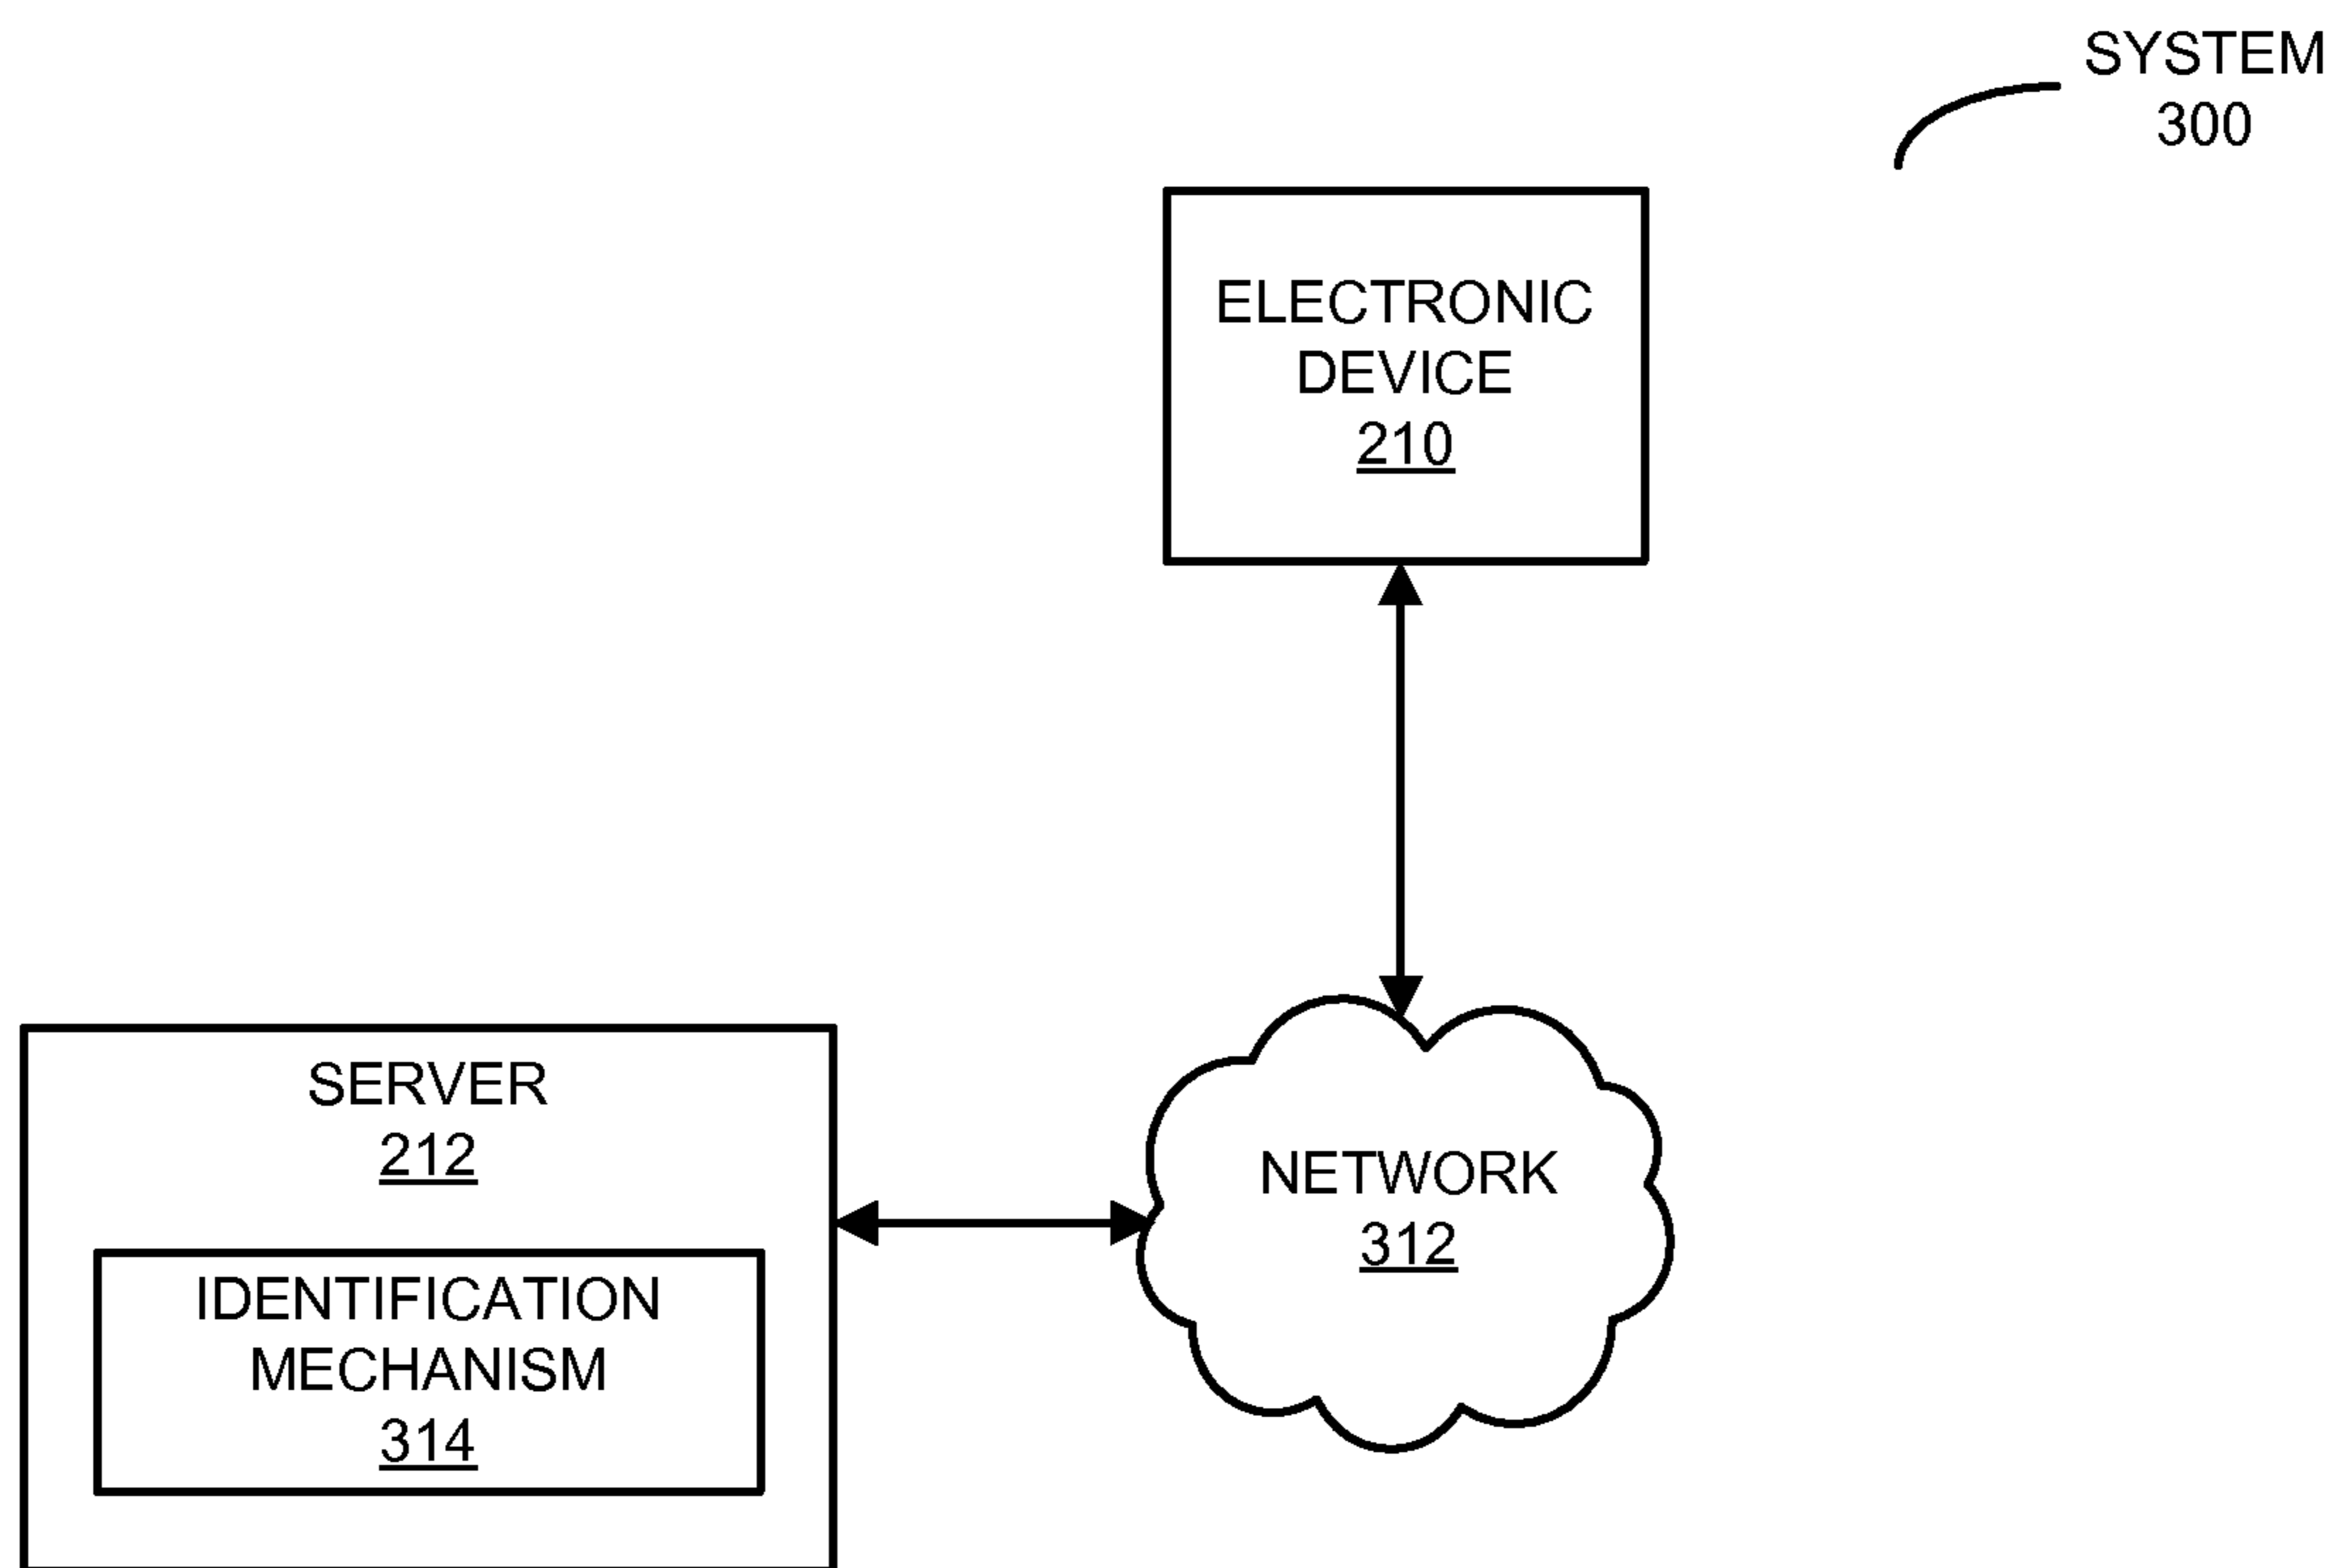 SYSTEM
300
ELECTRONIC
DEVICE
210
SERVER
212
NETWORK
312
IDENTIFICATION
MECHANISM
314